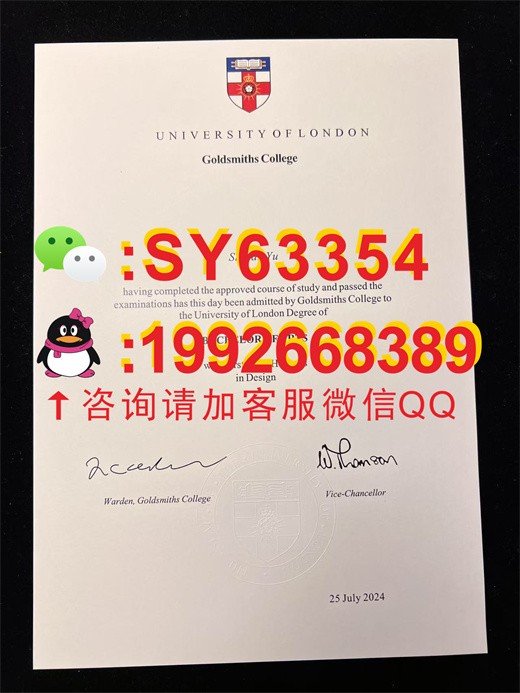 UNIVERSITY OF LONDON
Goldsmiths College
:SY63354
having completed the approved course of study and passed the
examinations has this day been admitted by Goldsmiths College to
the University of London Degree of
:1992668389
in Design
↑咨询请加客服微信QQ
Warden, Goldsmiths College
Vice-Chancellor
25 July 2024